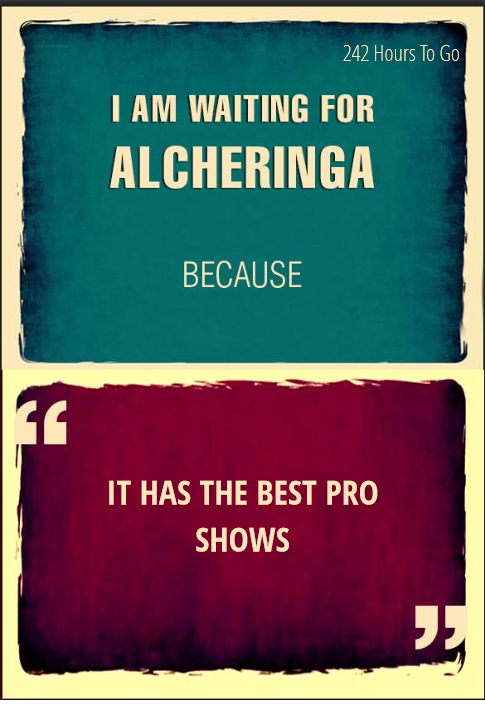 242 Hours To Go
I AM WAITING FOR
ALCHERINGA
BECAUSE
“
IT HAS THE BEST PRO
SHOWS
”